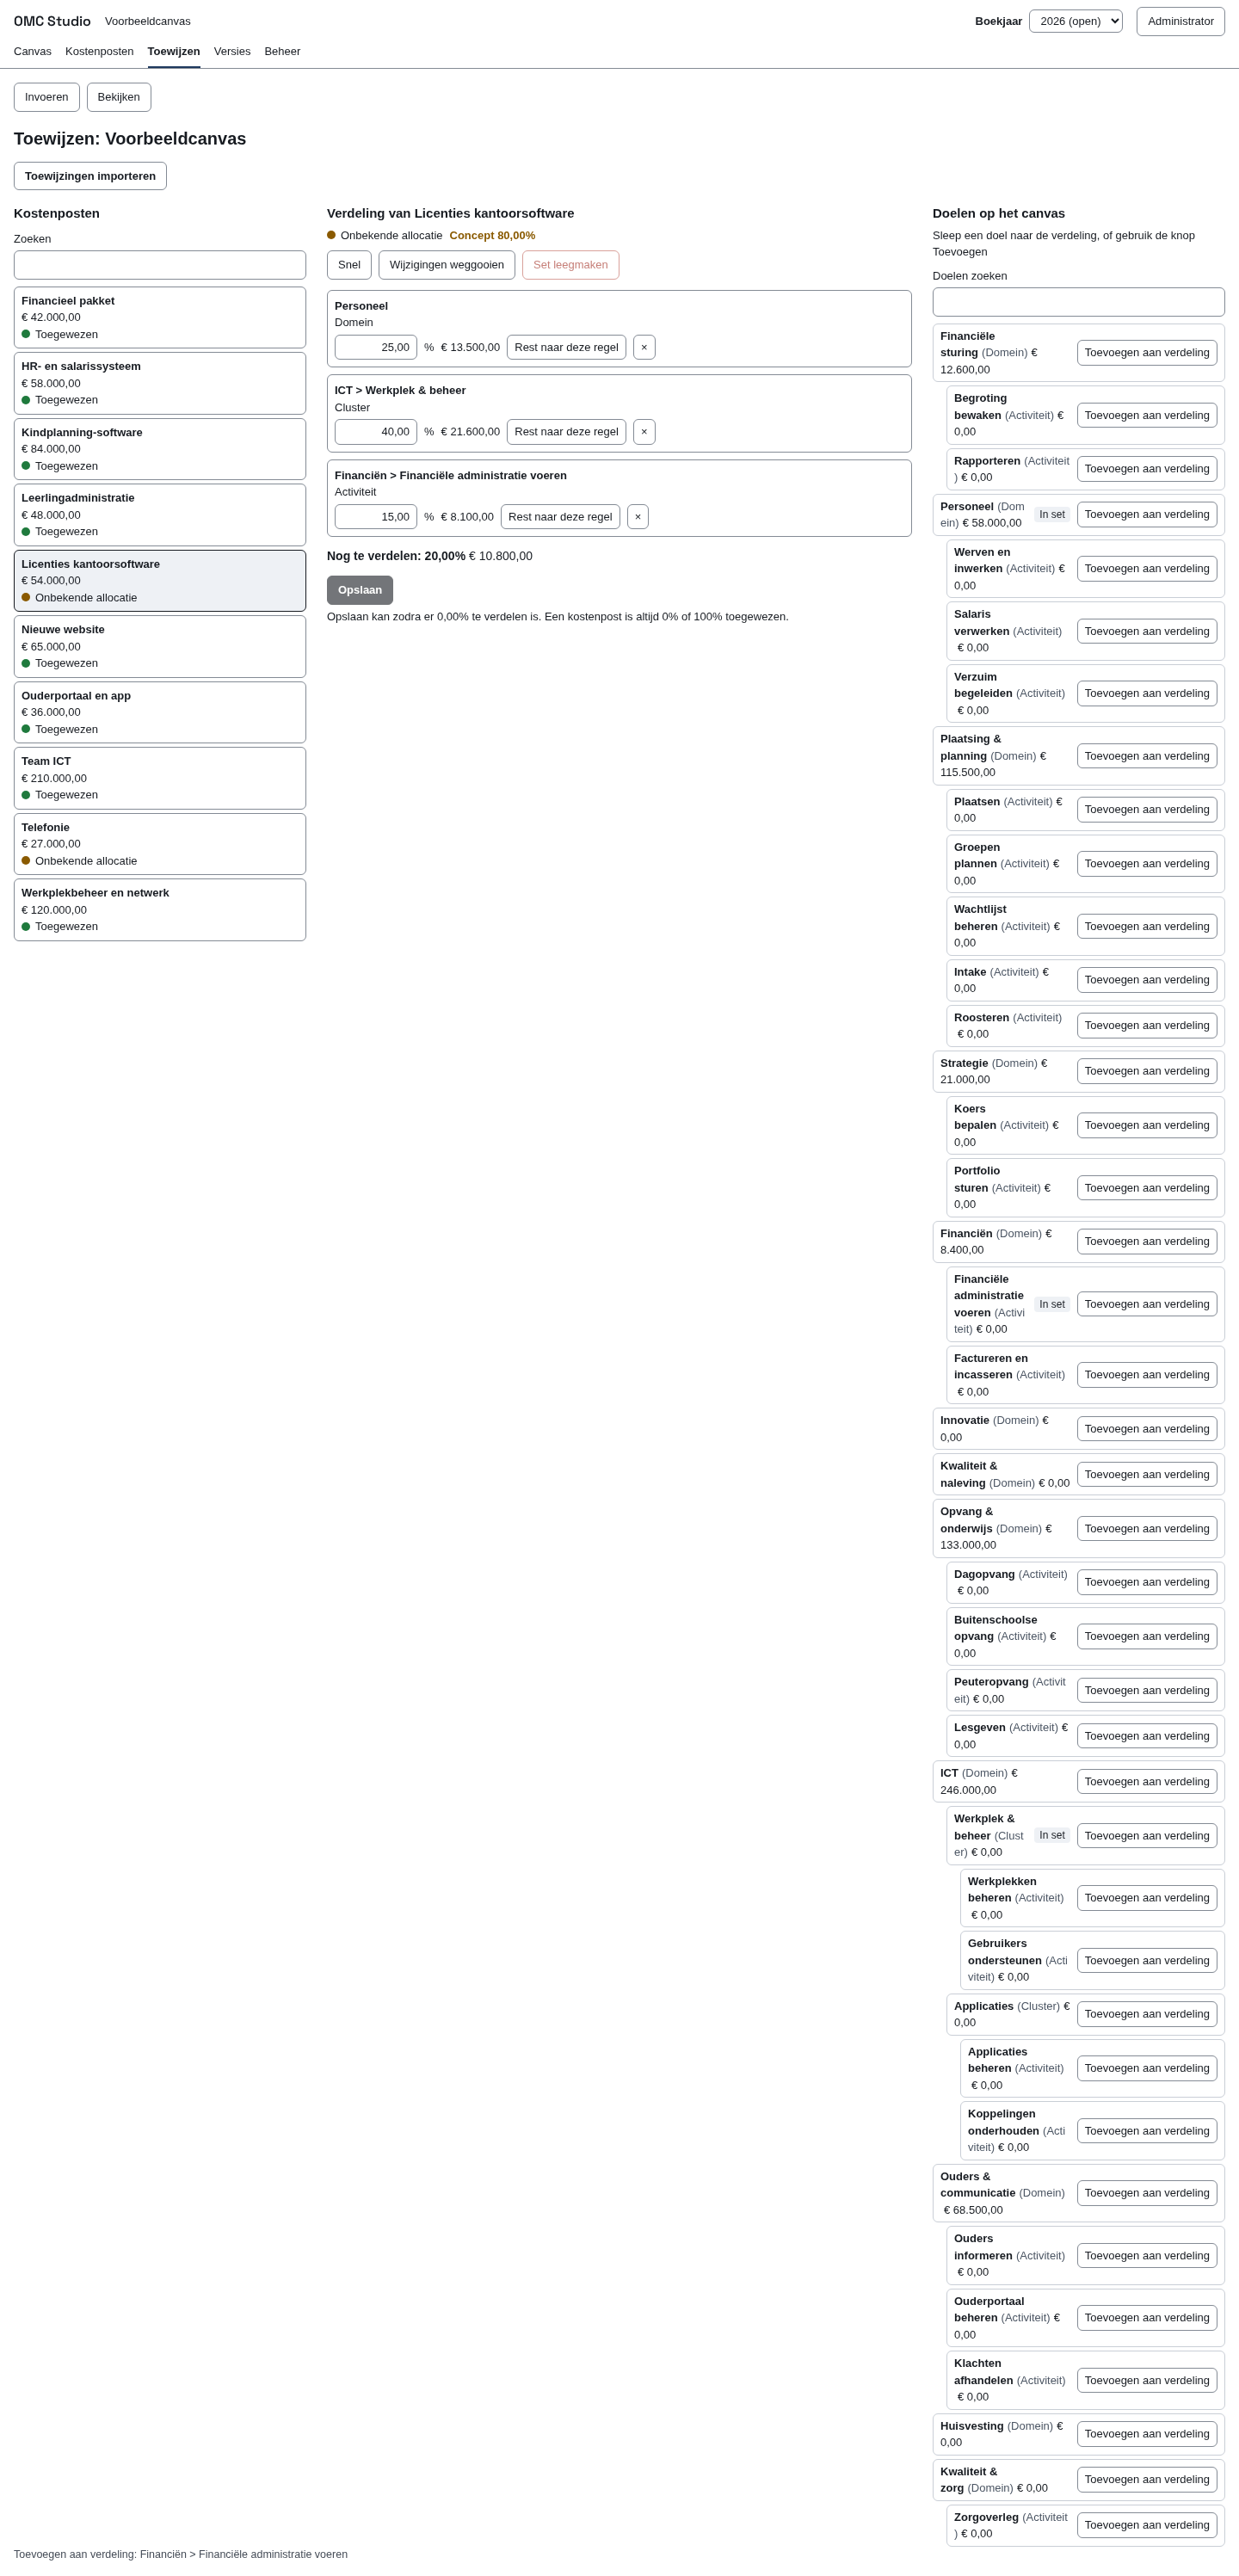 OMC Studio Voorbeeldcanvas Boekjaar 2026 (open) Administrator
Canvas Kostenposten Toewijzen Versies Beheer
Invoeren Bekijken
Toewijzen: Voorbeeldcanvas
Toewijzingen importeren
Kostenposten
Zoeken
Financieel pakket
€ 42.000,00
Toegewezen
HR- en salarissysteem
€ 58.000,00
Toegewezen
Kindplanning-software
€ 84.000,00
Toegewezen
Leerlingadministratie
€ 48.000,00
Toegewezen
Licenties kantoorsoftware
€ 54.000,00
Onbekende allocatie
Nieuwe website
€ 65.000,00
Toegewezen
Ouderportaal en app
€ 36.000,00
Toegewezen
Team ICT
€ 210.000,00
Toegewezen
Telefonie
€ 27.000,00
Onbekende allocatie
Werkplekbeheer en netwerk
€ 120.000,00
Toegewezen
Verdeling van Licenties kantoorsoftware
Onbekende allocatie Concept 80,00%
Snel Wijzigingen weggooien Set leegmaken
Personeel
Domein
25,00 % € 13.500,00 Rest naar deze regel ×
ICT > Werkplek & beheer
Cluster
40,00 % € 21.600,00 Rest naar deze regel ×
Financiën > Financiële administratie voeren
Activiteit
15,00 % € 8.100,00 Rest naar deze regel ×
Nog te verdelen: 20,00% € 10.800,00
Opslaan
Opslaan kan zodra er 0,00% te verdelen is. Een kostenpost is altijd 0% of 100% toegewezen.
Doelen op het canvas
Sleep een doel naar de verdeling, of gebruik de knop
Toevoegen
Doelen zoeken
Financiële
sturing (Domein) €
12.600,00
Toevoegen aan verdeling
Begroting
bewaken (Activiteit) €
0,00
Toevoegen aan verdeling
Rapporteren (Activiteit
) € 0,00
Toevoegen aan verdeling
Personeel (Dom
ein) € 58.000,00
In set
Toevoegen aan verdeling
Werven en
inwerken (Activiteit) €
0,00
Toevoegen aan verdeling
Salaris
verwerken (Activiteit)
€ 0,00
Toevoegen aan verdeling
Verzuim
begeleiden (Activiteit)
€ 0,00
Toevoegen aan verdeling
Plaatsing &
planning (Domein) €
115.500,00
Toevoegen aan verdeling
Plaatsen (Activiteit) €
0,00
Toevoegen aan verdeling
Groepen
plannen (Activiteit) €
0,00
Toevoegen aan verdeling
Wachtlijst
beheren (Activiteit) €
0,00
Toevoegen aan verdeling
Intake (Activiteit) €
0,00
Toevoegen aan verdeling
Roosteren (Activiteit)
€ 0,00
Toevoegen aan verdeling
Strategie (Domein) €
21.000,00
Toevoegen aan verdeling
Koers
bepalen (Activiteit) €
0,00
Toevoegen aan verdeling
Portfolio
sturen (Activiteit) €
0,00
Toevoegen aan verdeling
Financiën (Domein) €
8.400,00
Toevoegen aan verdeling
Financiële
administratie
voeren (Activi
teit) € 0,00
In set
Toevoegen aan verdeling
Factureren en
incasseren (Activiteit)
€ 0,00
Toevoegen aan verdeling
Innovatie (Domein) €
0,00
Toevoegen aan verdeling
Kwaliteit &
naleving (Domein) € 0,00
Toevoegen aan verdeling
Opvang &
onderwijs (Domein) €
133.000,00
Toevoegen aan verdeling
Dagopvang (Activiteit)
€ 0,00
Toevoegen aan verdeling
Buitenschoolse
opvang (Activiteit) €
0,00
Toevoegen aan verdeling
Peuteropvang (Activit
eit) € 0,00
Toevoegen aan verdeling
Lesgeven (Activiteit) €
0,00
Toevoegen aan verdeling
ICT (Domein) €
246.000,00
Toevoegen aan verdeling
Werkplek &
beheer (Clust
er) € 0,00
In set
Toevoegen aan verdeling
Werkplekken
beheren (Activiteit)
€ 0,00
Toevoegen aan verdeling
Gebruikers
ondersteunen (Acti
viteit) € 0,00
Toevoegen aan verdeling
Applicaties (Cluster) €
0,00
Toevoegen aan verdeling
Applicaties
beheren (Activiteit)
€ 0,00
Toevoegen aan verdeling
Koppelingen
onderhouden (Acti
viteit) € 0,00
Toevoegen aan verdeling
Ouders &
communicatie (Domein)
€ 68.500,00
Toevoegen aan verdeling
Ouders
informeren (Activiteit)
€ 0,00
Toevoegen aan verdeling
Ouderportaal
beheren (Activiteit) €
0,00
Toevoegen aan verdeling
Klachten
afhandelen (Activiteit)
€ 0,00
Toevoegen aan verdeling
Huisvesting (Domein) €
0,00
Toevoegen aan verdeling
Kwaliteit &
zorg (Domein) € 0,00
Toevoegen aan verdeling
Zorgoverleg (Activiteit
) € 0,00
Toevoegen aan verdeling
Toevoegen aan verdeling: Financiën > Financiële administratie voeren